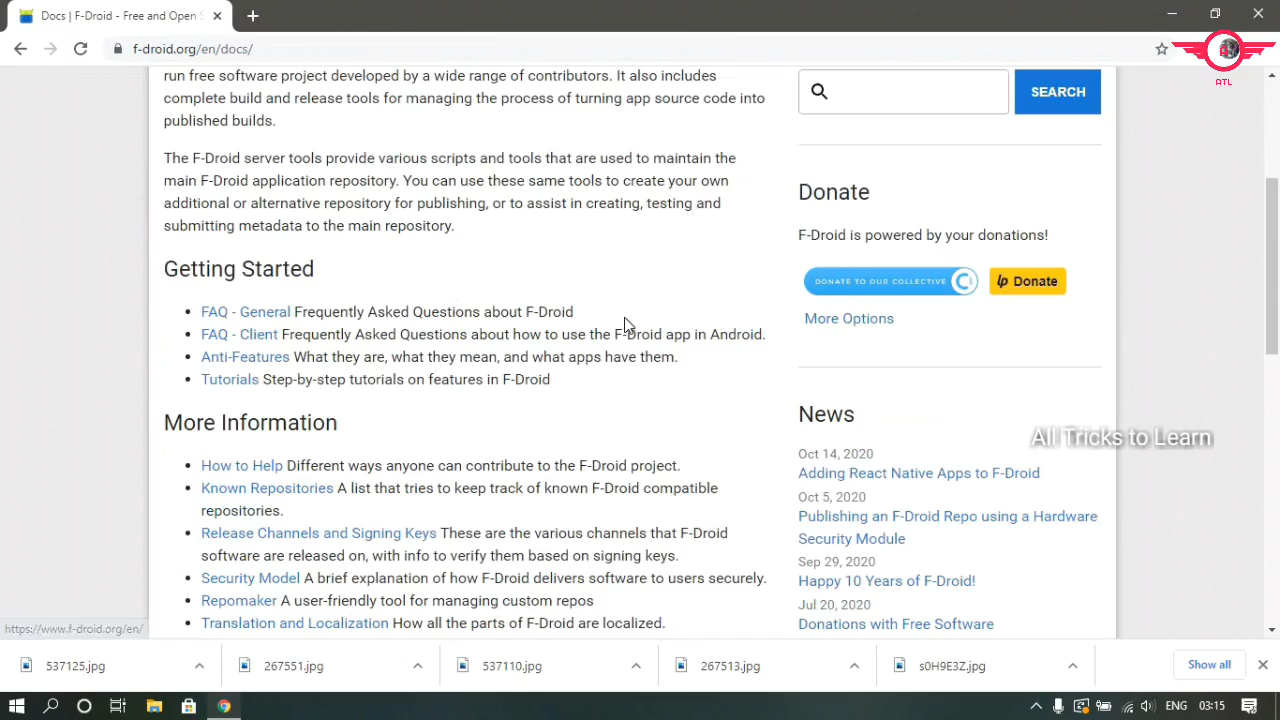 Docs | F-Droid - Free and Open S
f-droid.org/en/docs/
ATL
run free software project developed by a wide range of contributors. It also includes
complete build and release tools for managing the process of turning app source code into
published builds.
The F-Droid server tools provide various scripts and tools that are used to maintain the
main F-Droid application repository. You can use these same tools to create your own
additional or alternative repository for publishing, or to assist in creating, testing and
submitting metadata to the main repository.
Getting Started
FAQ - General Frequently Asked Questions about F-Droid
FAQ - Client Frequently Asked Questions about how to use the F-Droid app in Android.
Anti-Features What they are, what they mean, and what apps have them.
Tutorials Step-by-step tutorials on features in F-Droid
More Information
How to Help Different ways anyone can contribute to the F-Droid project.
Known Repositories A list that tries to keep track of known F-Droid compatible
repositories.
Release Channels and Signing Keys These are the various channels that F-Droid
software are released on, with info to verify them based on signing keys.
Security Model A brief explanation of how F-Droid delivers software to users securely.
Repomaker A user-friendly tool for managing custom repos
Translation and Localization How all the parts of F-Droid are localized.
SEARCH
Donate
F-Droid is powered by your donations!
DONATE TO OUR COLLECTIVE
lp Donate
More Options
News
All Tricks to Learn
Oct 14, 2020
Adding React Native Apps to F-Droid
Oct 5, 2020
Publishing an F-Droid Repo using a Hardware
Security Module
Sep 29, 2020
Happy 10 Years of F-Droid!
Jul 20, 2020
Donations with Free Software
https://www.f-droid.org/en/
537125.jpg
267551.jpg
537110.jpg
267513.jpg
s0H9E3Z.jpg
Show all
ENG
03:15